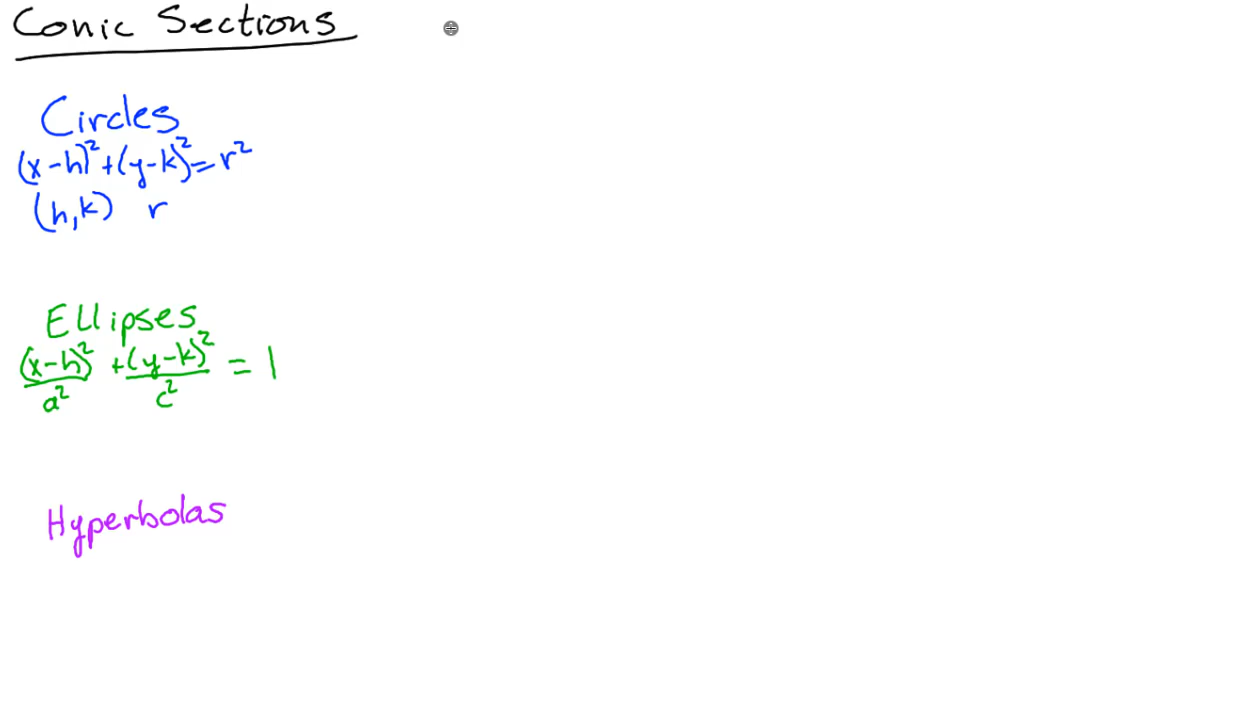 Conic Sections
Circles
(x-h)²+(y-k)²=r²
(h,k) r
Ellipses
(x-h)²/a² + (y-k)²/c² = 1
Hyperbolas